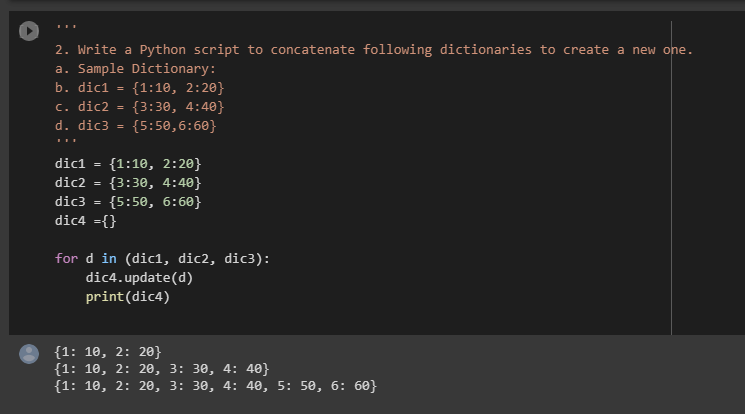 '''
2. Write a Python script to concatenate following dictionaries to create a new one.
a. Sample Dictionary:
b. dic1 = {1:10, 2:20}
c. dic2 = {3:30, 4:40}
d. dic3 = {5:50,6:60}
'''
dic1 = {1:10, 2:20}
dic2 = {3:30, 4:40}
dic3 = {5:50, 6:60}
dic4 ={}
for d in (dic1, dic2, dic3):
    dic4.update(d)
    print(dic4)
{1: 10, 2: 20}
{1: 10, 2: 20, 3: 30, 4: 40}
{1: 10, 2: 20, 3: 30, 4: 40, 5: 50, 6: 60}